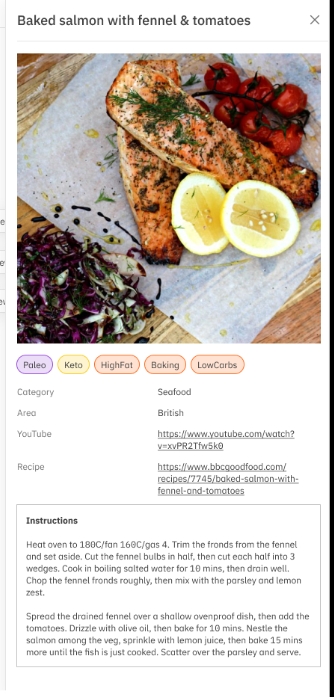 Baked salmon with fennel & tomatoes
Paleo Keto HighFat Baking LowCarbs
Category Seafood
Area British
YouTube https://www.youtube.com/watch?
v=xvPR2Tfw5k0
Recipe https://www.bbcgoodfood.com/
recipes/7745/baked-salmon-with-
fennel-and-tomatoes
Instructions
Heat oven to 180C/fan 160C/gas 4. Trim the fronds from the fennel
and set aside. Cut the fennel bulbs in half, then cut each half into 3
wedges. Cook in boiling salted water for 10 mins, then drain well.
Chop the fennel fronds roughly, then mix with the parsley and lemon
zest.
Spread the drained fennel over a shallow ovenproof dish, then add the
tomatoes. Drizzle with olive oil, then bake for 10 mins. Nestle the
salmon among the veg, sprinkle with lemon juice, then bake 15 mins
more until the fish is just cooked. Scatter over the parsley and serve.